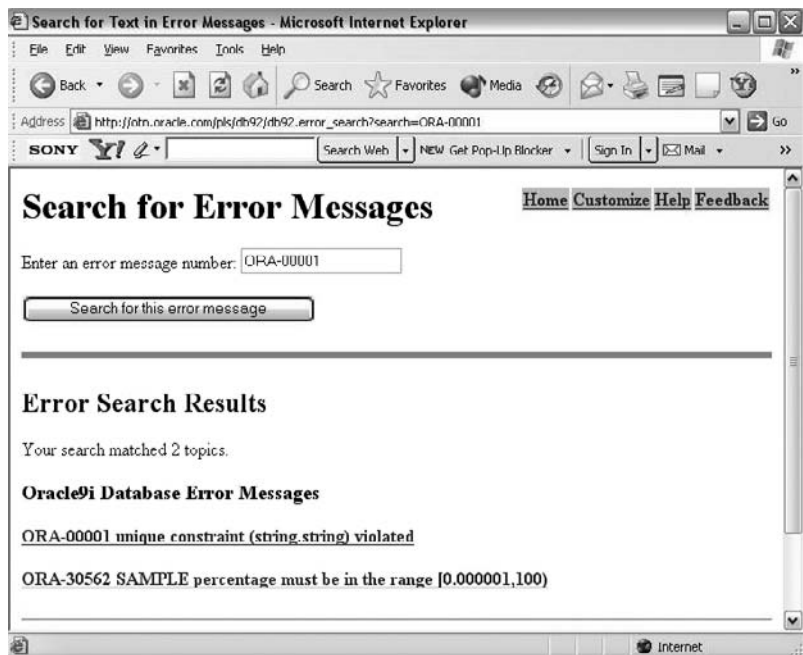 Search for Text in Error Messages - Microsoft Internet Explorer
File Edit View Favorites Tools Help
Back Search Favorites Media »
Address http://otn.oracle.com/pls/db92/db92.error_search?search=ORA-00001 Go
SONY Y! Search Web NEW Get Pop-Up Blocker Sign In Mail »
Search for Error Messages
Home Customize Help Feedback
Enter an error message number: ORA-00001
Search for this error message
Error Search Results
Your search matched 2 topics.
Oracle9i Database Error Messages
ORA-00001 unique constraint (string.string) violated
ORA-30562 SAMPLE percentage must be in the range [0.000001,100)
Internet